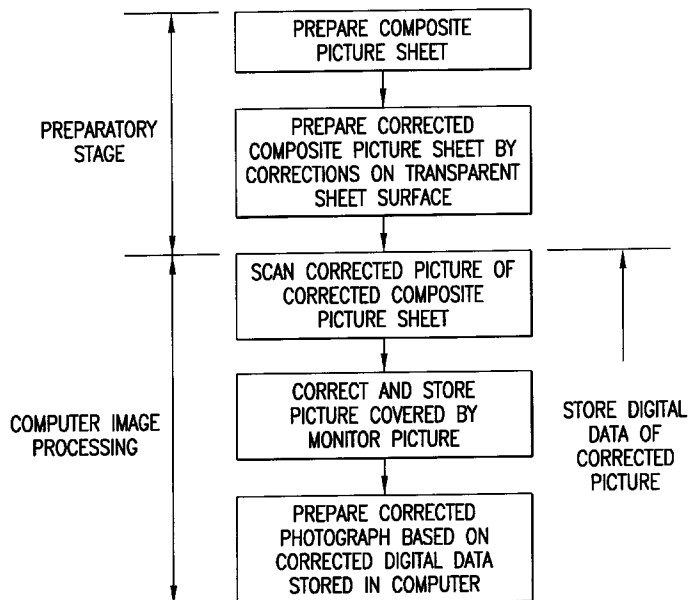 PREPARE COMPOSITE
PICTURE SHEET
PREPARATORY
STAGE
PREPARE CORRECTED
COMPOSITE PICTURE SHEET BY
CORRECTIONS ON TRANSPARENT
SHEET SURFACE
SCAN CORRECTED PICTURE OF
CORRECTED COMPOSITE
PICTURE SHEET
COMPUTER IMAGE
PROCESSING
CORRECT AND STORE
PICTURE COVERED BY
MONITOR PICTURE
STORE DIGITAL
DATA OF
CORRECTED
PICTURE
PREPARE CORRECTED
PHOTOGRAPH BASED ON
CORRECTED DIGITAL DATA
STORED IN COMPUTER